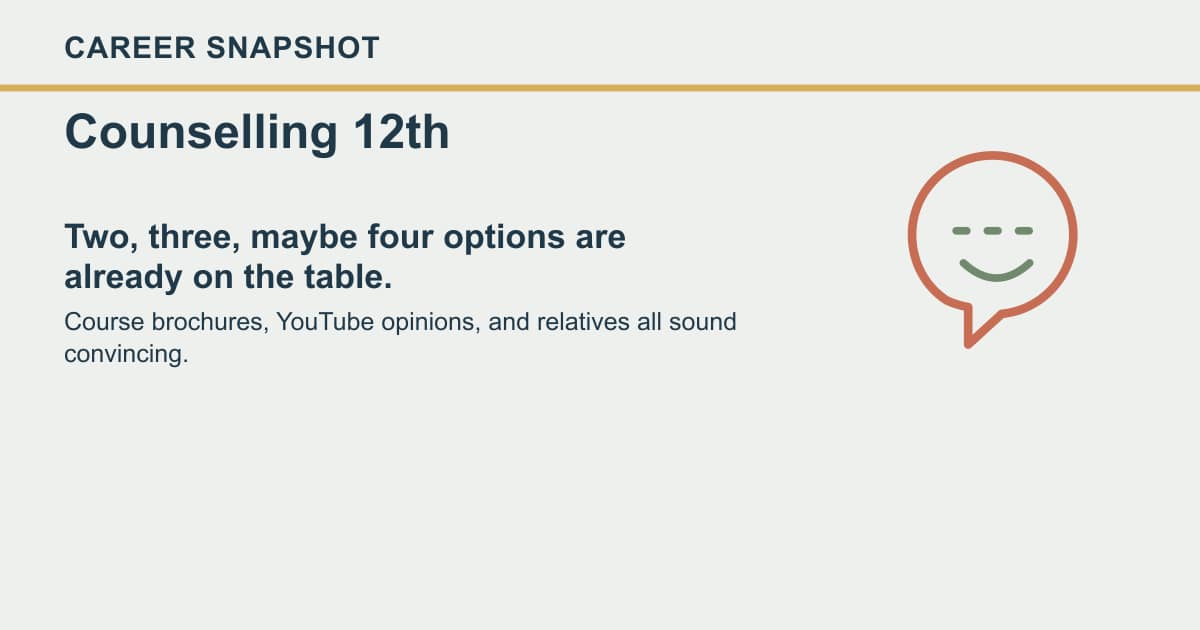 CAREER SNAPSHOT
Counselling 12th
Two, three, maybe four options are
already on the table.
Course brochures, YouTube opinions, and relatives all sound
convincing.